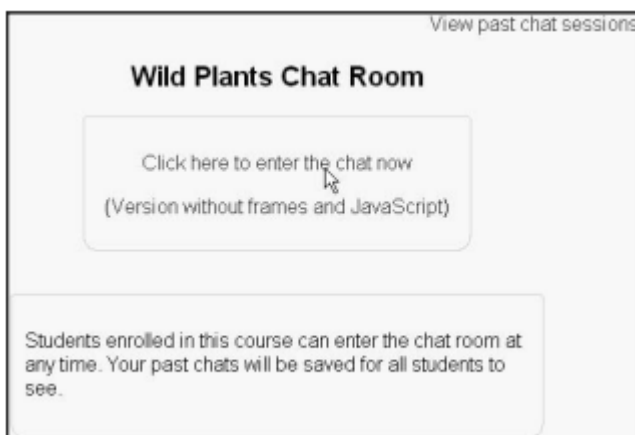 View past chat sessions
Wild Plants Chat Room
Click here to enter the chat now
(Version without frames and JavaScript)
Students enrolled in this course can enter the chat room at
any time. Your past chats will be saved for all students to
see.